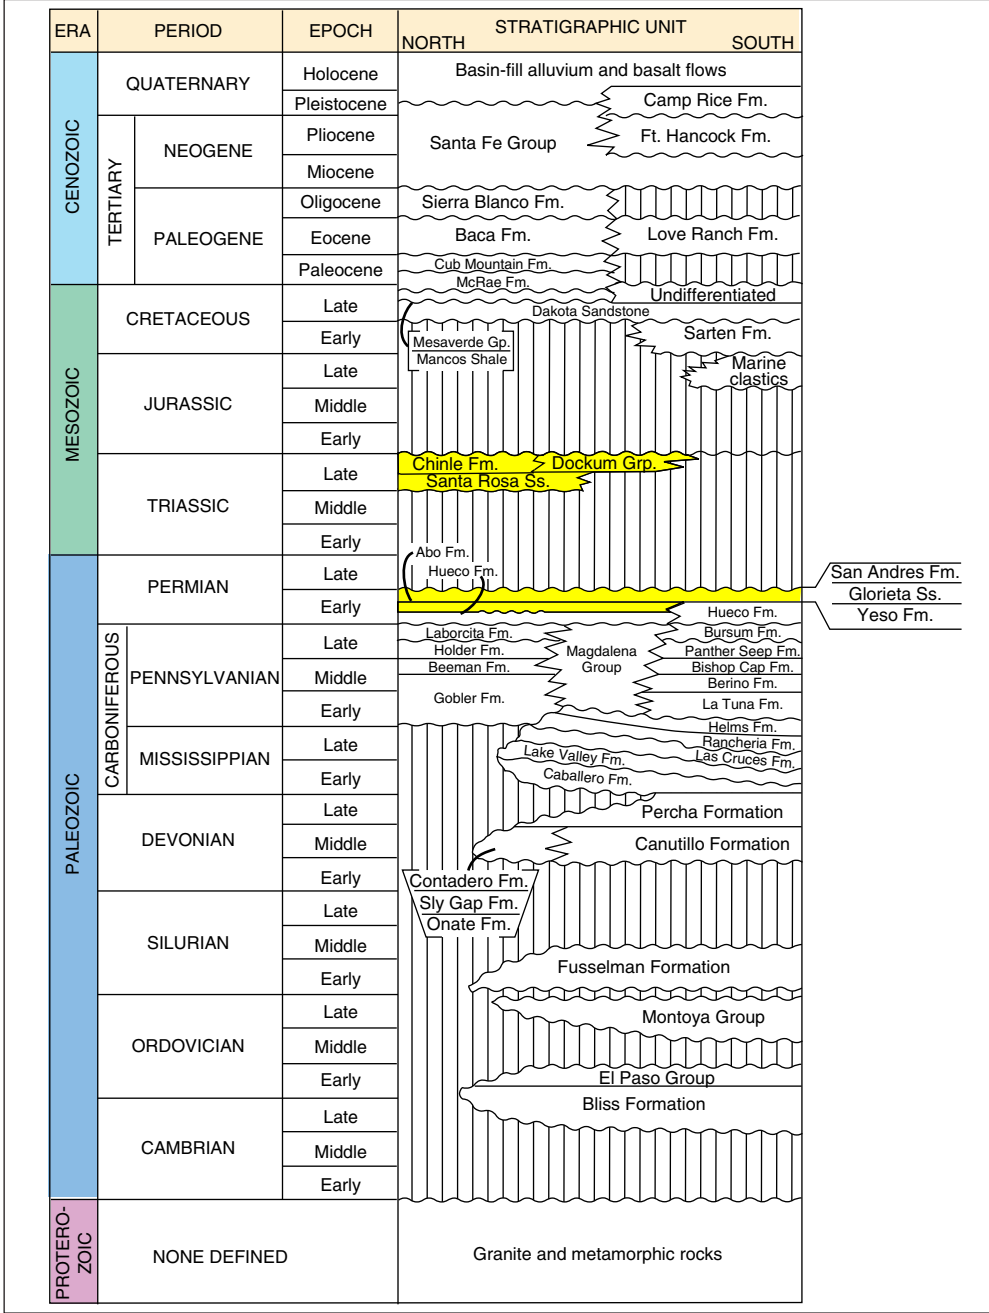 ERA
PERIOD
EPOCH
STRATIGRAPHIC UNIT
NORTH
SOUTH
CENOZOIC
QUATERNARY
Holocene
Basin-fill alluvium and basalt flows
Pleistocene
Camp Rice Fm.
TERTIARY
NEOGENE
Pliocene
Santa Fe Group
Ft. Hancock Fm.
Miocene
PALEOGENE
Oligocene
Sierra Blanco Fm.
Eocene
Baca Fm.
Love Ranch Fm.
Paleocene
Cub Mountain Fm.
McRae Fm.
MESOZOIC
CRETACEOUS
Late
Undifferentiated
Dakota Sandstone
Early
Sarten Fm.
Mesaverde Gp.
Mancos Shale
JURASSIC
Late
Marine
clastics
Middle
Early
TRIASSIC
Late
Chinle Fm.
Dockum Grp.
Santa Rosa Ss.
Middle
Early
PALEOZOIC
PERMIAN
Late
Abo Fm.
Hueco Fm.
San Andres Fm.
Glorieta Ss.
Yeso Fm.
Early
Hueco Fm.
CARBONIFEROUS
PENNSYLVANIAN
Late
Laborcita Fm.
Holder Fm.
Magdalena
Group
Bursum Fm.
Panther Seep Fm.
Middle
Beeman Fm.
Bishop Cap Fm.
Berino Fm.
Early
Gobler Fm.
La Tuna Fm.
MISSISSIPPIAN
Late
Helms Fm.
Rancheria Fm.
Las Cruces Fm.
Lake Valley Fm.
Early
Caballero Fm.
DEVONIAN
Late
Percha Formation
Middle
Canutillo Formation
Early
Contadero Fm.
Sly Gap Fm.
Onate Fm.
SILURIAN
Late
Middle
Early
Fusselman Formation
ORDOVICIAN
Late
Montoya Group
Middle
Early
El Paso Group
CAMBRIAN
Late
Bliss Formation
Middle
Early
PROTERO-
ZOIC
NONE DEFINED
Granite and metamorphic rocks